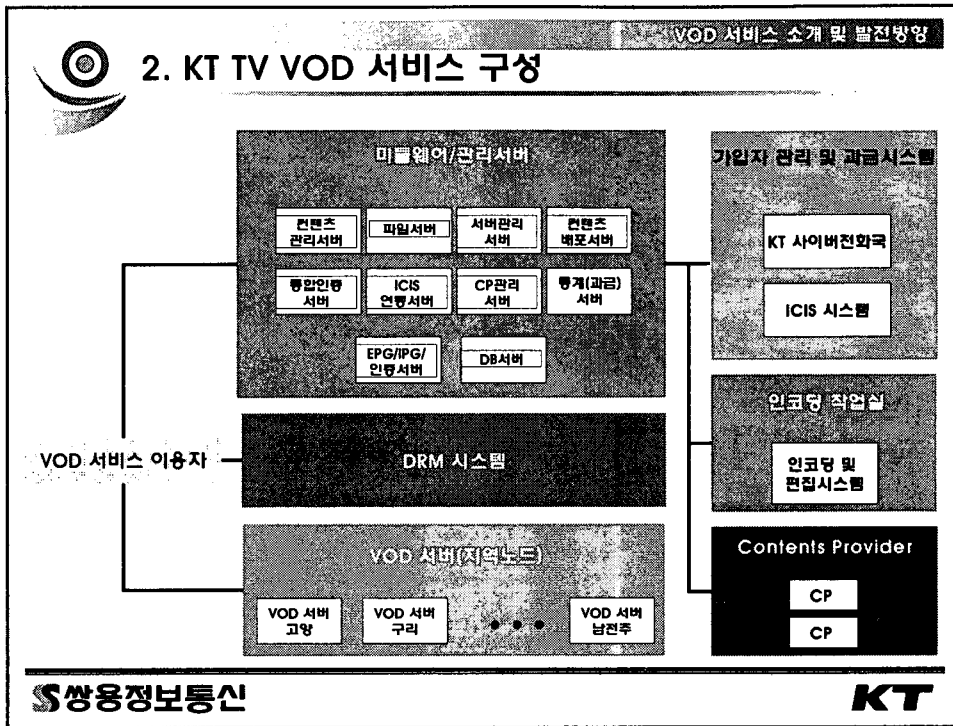 VOD 서비스 소개 및 발전방향
2. KT TV VOD 서비스 구성
미들웨어/관리서버
컨텐츠
관리서버
파일서버
서버관리
서버
컨텐츠
배포서버
통합인증
서버
ICIS
연동서버
CP관리
서버
통계(과금)
서버
EPG/IPG/
인증서버
DB서버
가입자 관리 및 과금시스템
KT 사이버전화국
ICIS 시스템
인코딩 작업실
인코딩 및
편집시스템
VOD 서비스 이용자
DRM 시스템
VOD 서버(지역노드)
VOD 서버
고양
VOD 서버
구리
VOD 서버
남전주
Contents Provider
CP
CP
쌍용정보통신
KT